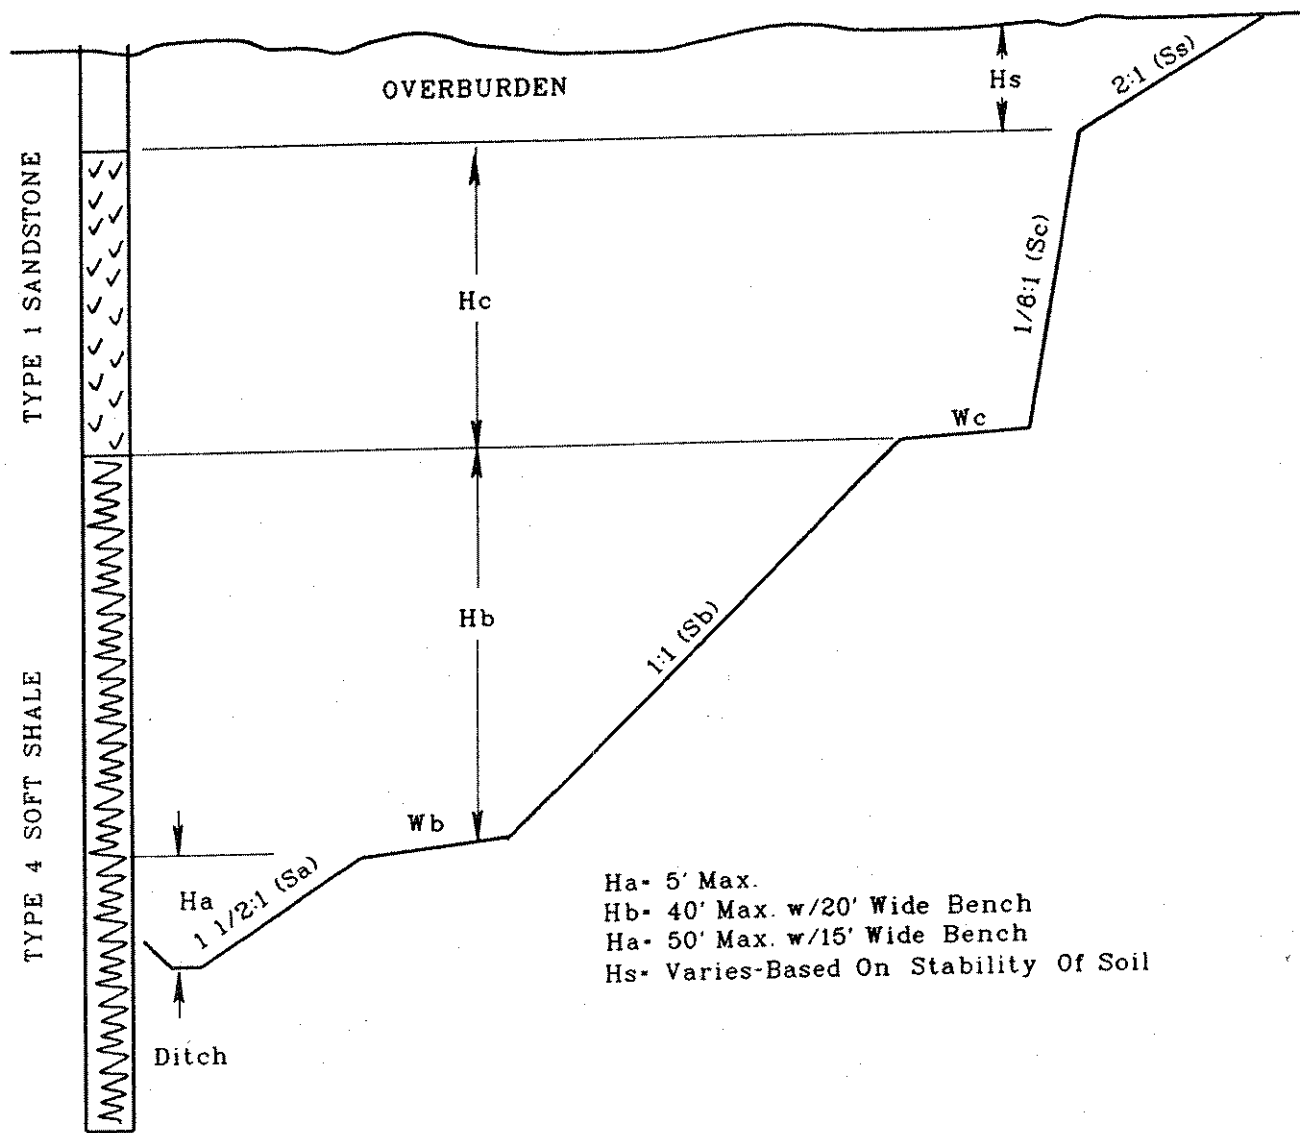 OVERBURDEN
Hs
2:1 (Ss)
TYPE 1 SANDSTONE
Hc
1/6:1 (Sc)
Wc
Hb
1:1 (Sb)
TYPE 4 SOFT SHALE
Wb
Ha
1 1/2:1 (Sa)
Ha- 5' Max.
Hb- 40' Max. w/20' Wide Bench
Ha- 50' Max. w/15' Wide Bench
Hs- Varies-Based On Stability Of Soil
Ditch